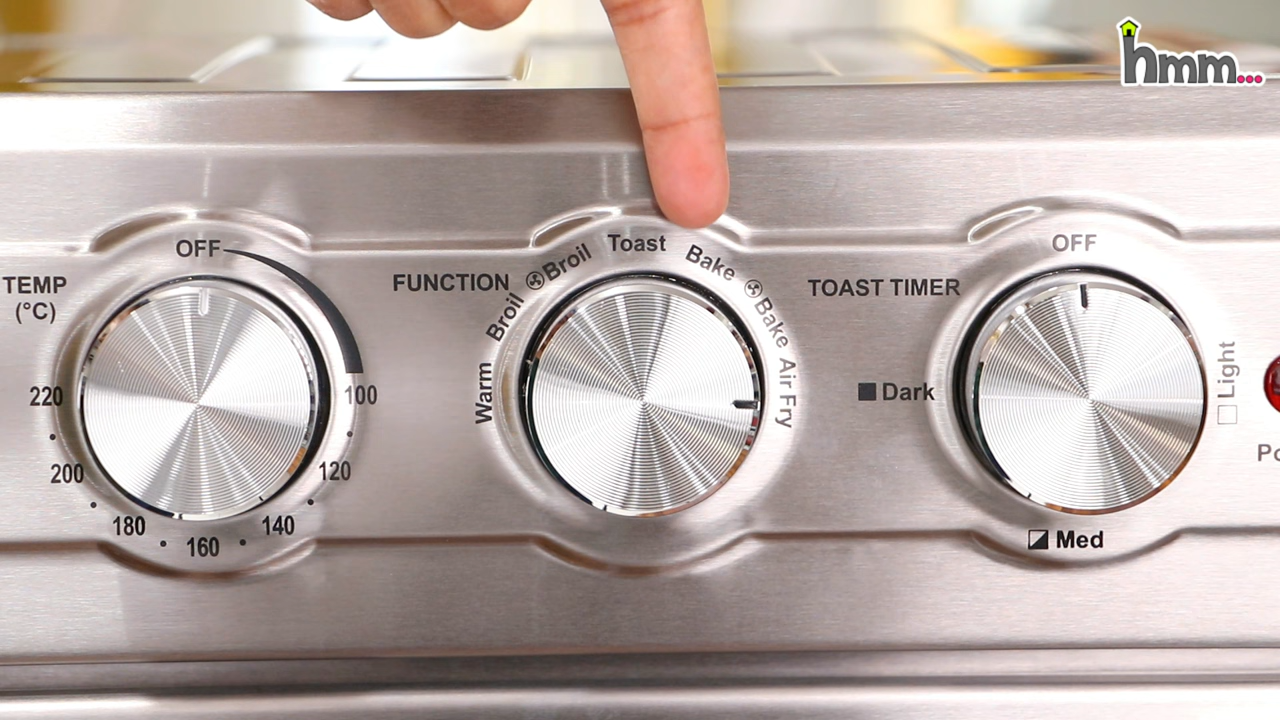 hmm...
TEMP
(°C)
OFF
100
120
140
160
180
200
220
FUNCTION
Warm
Broil
Broil
Toast
Bake
Bake
Air Fry
TOAST TIMER
OFF
Light
Med
Dark
Po